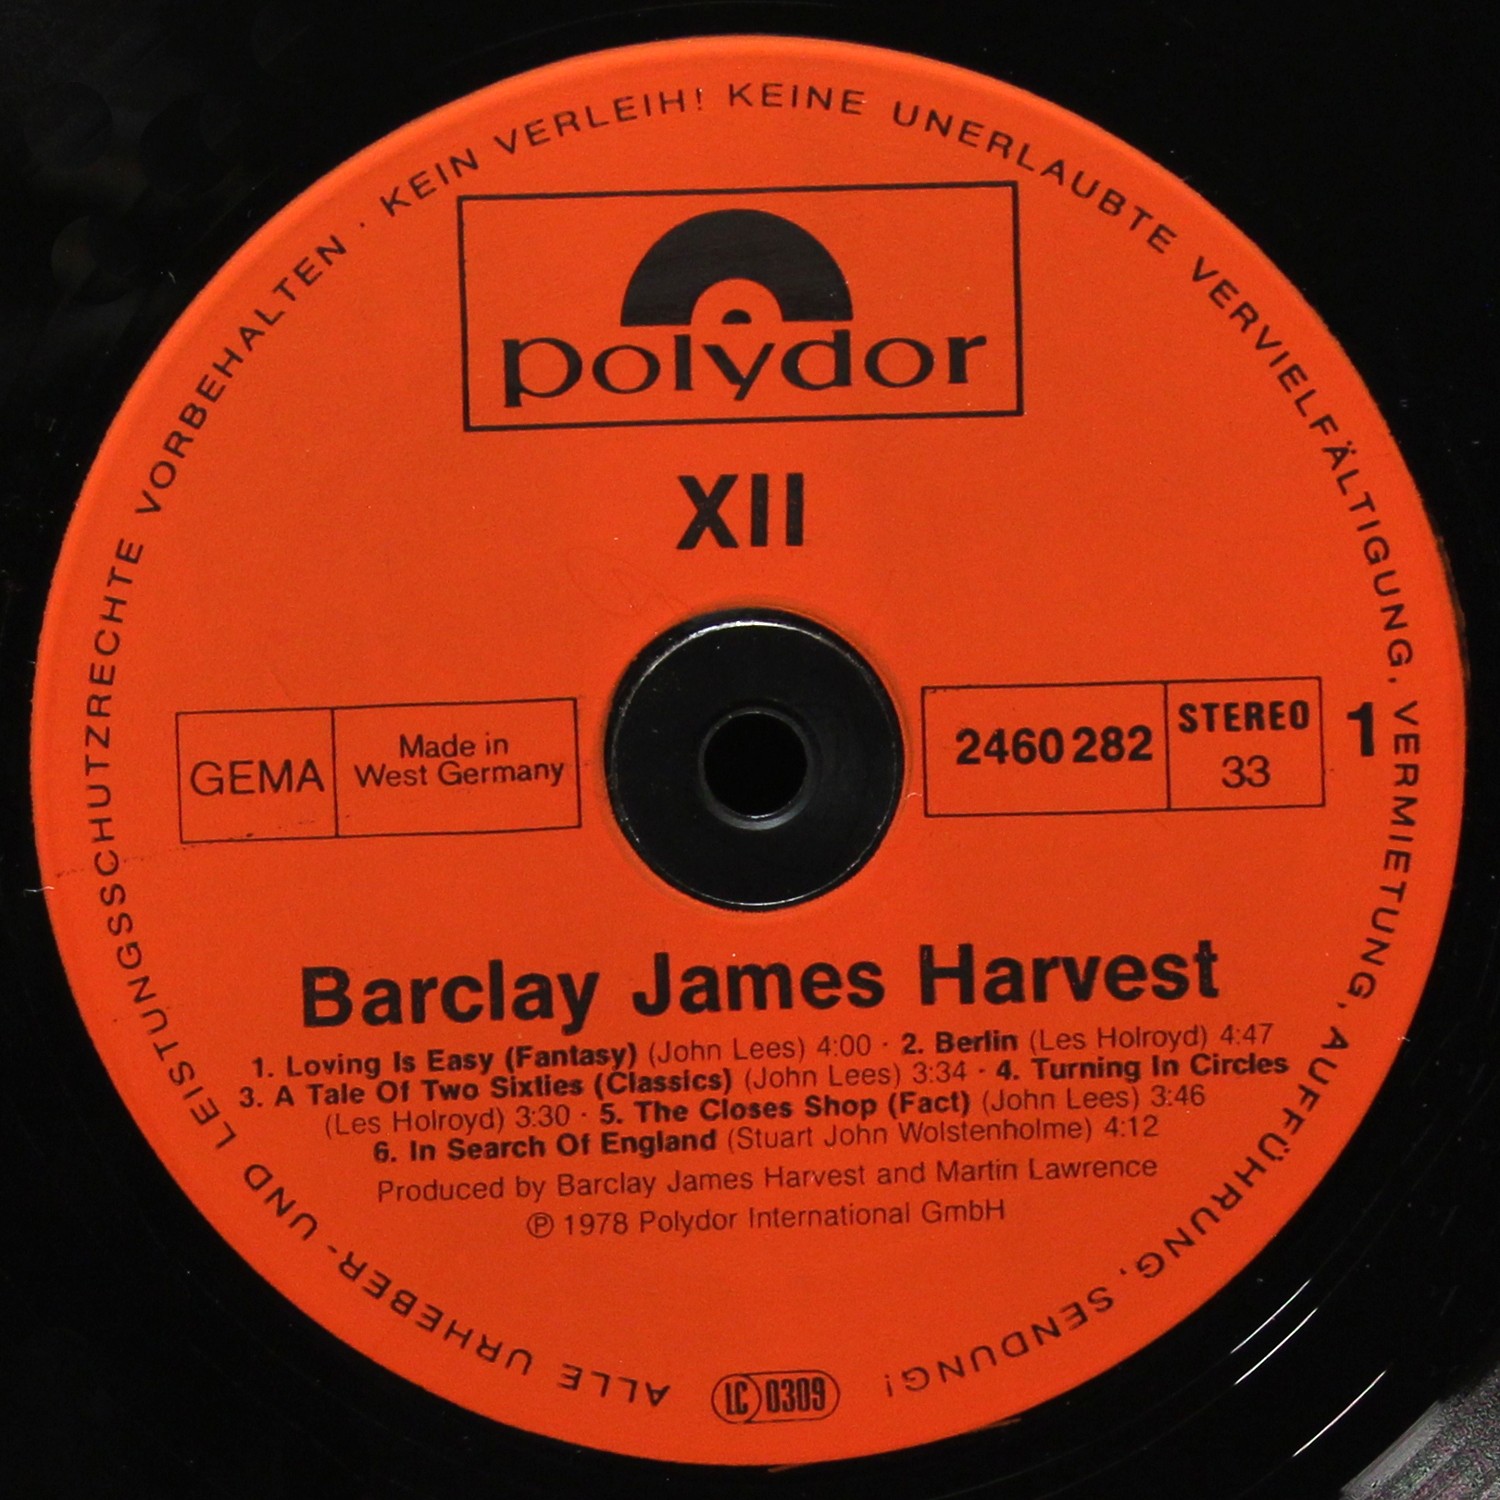 ALLE URHEBER- UND LEISTUNGSSCHUTZRECHTE VORBEHALTEN · KEIN VERLEIH! KEINE UNERLAUBTE VERVIELFÄLTIGUNG, VERMIETUNG, AUFFÜHRUNG, SENDUNG!
polydor
XII
GEMA
Made in
West Germany
2460 282
STEREO
33
1
Barclay James Harvest
1. Loving Is Easy (Fantasy) (John Lees) 4:00 · 2. Berlin (Les Holroyd) 4:47
3. A Tale Of Two Sixties (Classics) (John Lees) 3:34 · 4. Turning In Circles
(Les Holroyd) 3:30 · 5. The Closes Shop (Fact) (John Lees) 3:46
6. In Search Of England (Stuart John Wolstenholme) 4:12
Produced by Barclay James Harvest and Martin Lawrence
℗ 1978 Polydor International GmbH
LC 0309